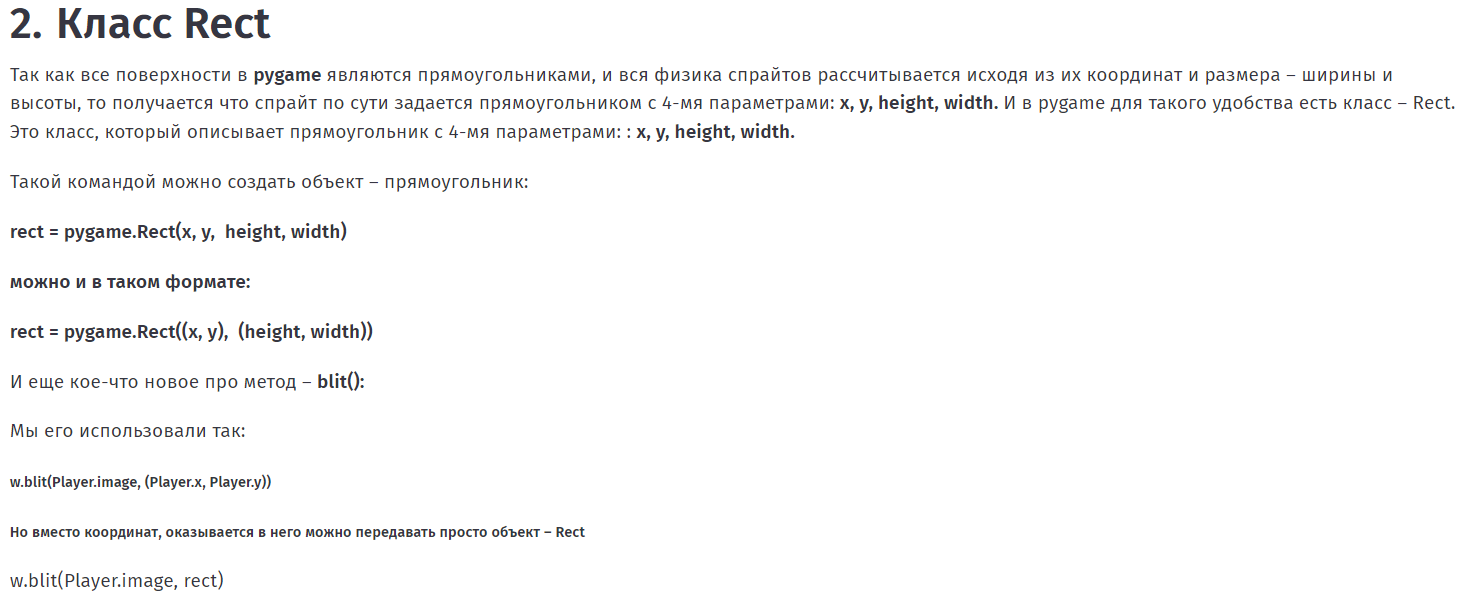 2. Класс Rect
Так как все поверхности в pygame являются прямоугольниками, и вся физика спрайтов рассчитывается исходя из их координат и размера – ширины и
высоты, то получается что спрайт по сути задается прямоугольником с 4-мя параметрами: x, y, height, width. И в pygame для такого удобства есть класс – Rect.
Это класс, который описывает прямоугольник с 4-мя параметрами: : x, y, height, width.
Такой командой можно создать объект – прямоугольник:
rect = pygame.Rect(x, y,  height, width)
можно и в таком формате:
rect = pygame.Rect((x, y),  (height, width))
И еще кое-что новое про метод – blit():
Мы его использовали так:
w.blit(Player.image, (Player.x, Player.y))
Но вместо координат, оказывается в него можно передавать просто объект – Rect
w.blit(Player.image, rect)